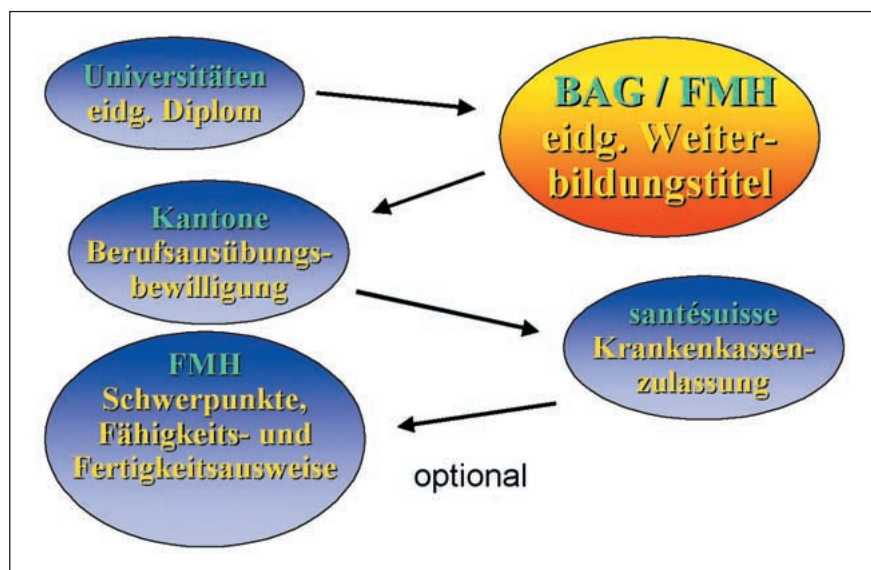 Universitäten
eidg. Diplom
BAG / FMH
eidg. Weiter-
bildungstitel
Kantone
Berufsausübungs-
bewilligung
santésuisse
Krankenkassen-
zulassung
FMH
Schwerpunkte,
Fähigkeits- und
Fertigkeitsausweise
optional